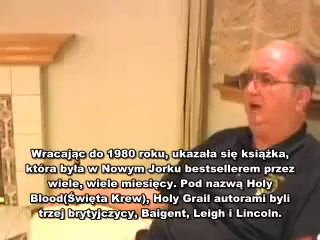 Wracając do 1980 roku, ukazała się książka,
która była w Nowym Jorku bestsellerem przez
wiele, wiele miesięcy. Pod nazwą Holy
Blood(Święta Krew), Holy Grail autorami byli
trzej brytyjczycy, Baigent, Leigh i Lincoln.